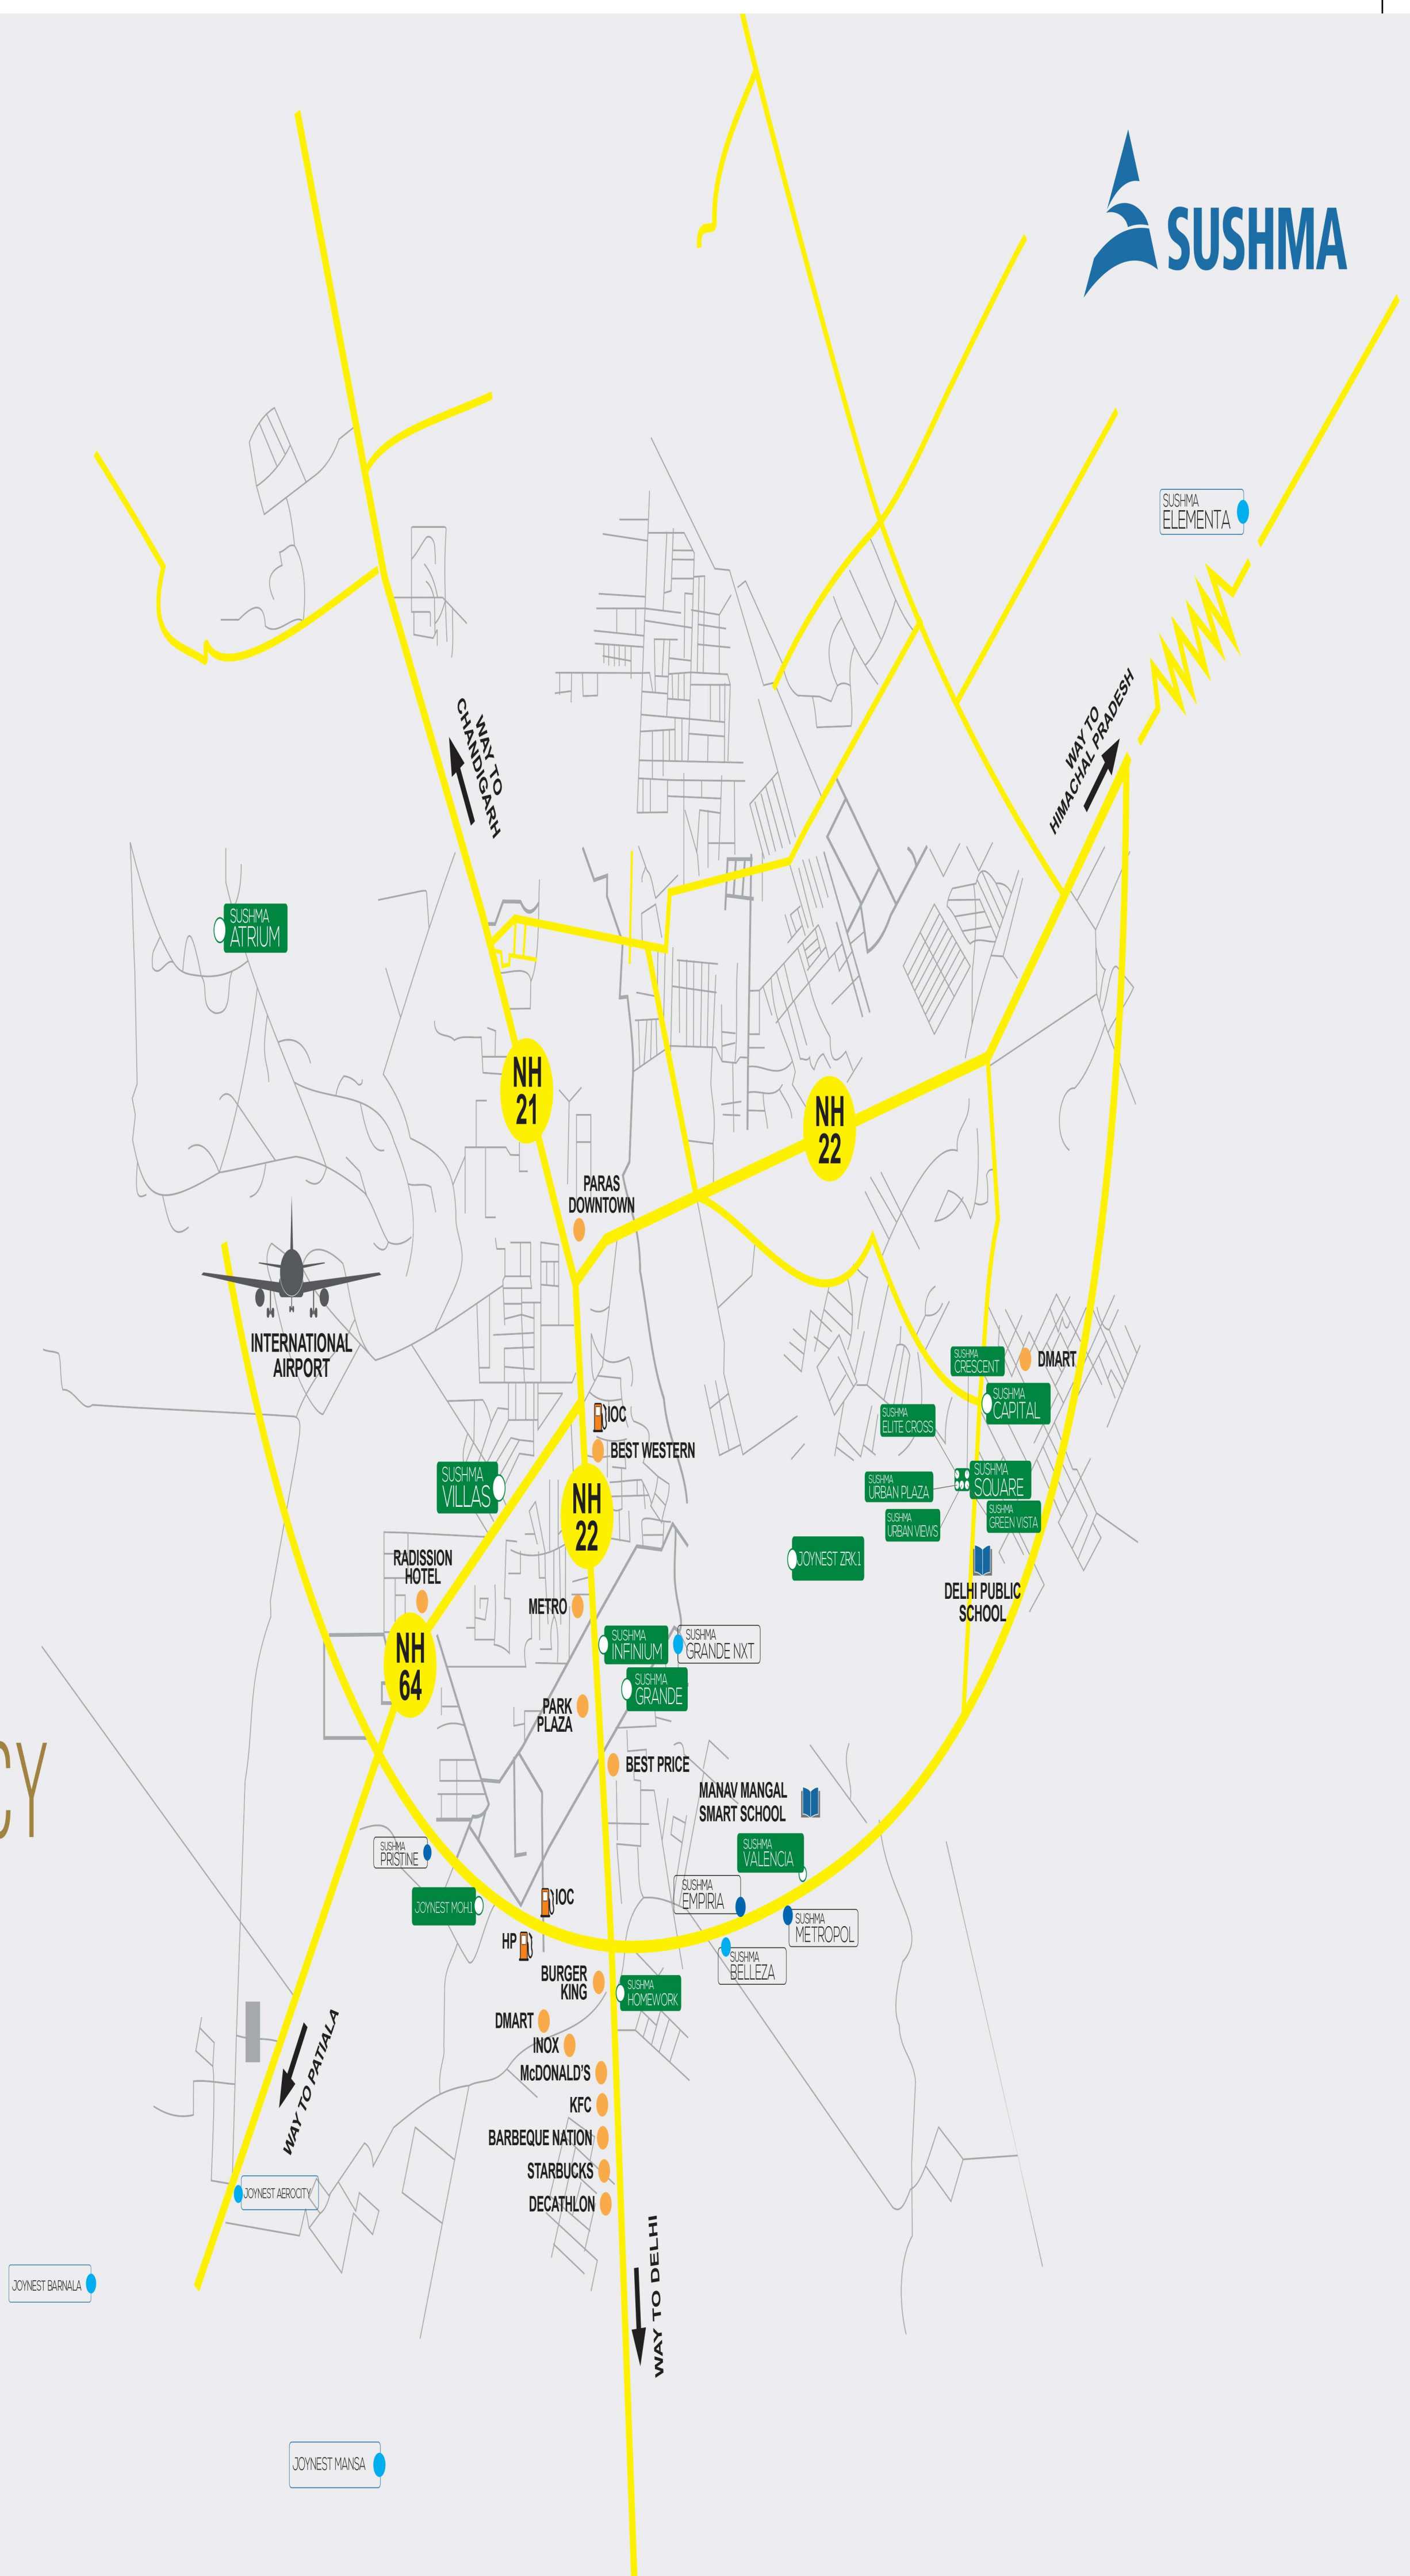 SUSHMA
SUSHMA
ELEMENTA
WAY TO
CHANDIGARH
WAY TO
HIMACHAL PRADESH
SUSHMA
ATRIUM
NH
21
NH
22
PARAS
DOWNTOWN
INTERNATIONAL
AIRPORT
SUSHMA
CRESCENT
DMART
SUSHMA
CAPITAL
IOC
SUSHMA
ELITE CROSS
BEST WESTERN
SUSHMA
VILLAS
SUSHMA
SQUARE
SUSHMA
URBAN PLAZA
NH
22
SUSHMA
GREEN VISTA
SUSHMA
URBAN VIEWS
JOYNEST ZRK.1
RADISSION
HOTEL
DELHI PUBLIC
SCHOOL
METRO
NH
64
SUSHMA
INFINIUM
SUSHMA
GRANDE NXT
SUSHMA
GRANDE
PARK
PLAZA
CY
BEST PRICE
MANAV MANGAL
SMART SCHOOL
SUSHMA
PRISTINE
SUSHMA
VALENCIA
SUSHMA
EMPIRIA
JOYNEST MOH.1
IOC
SUSHMA
METROPOL
HP
SUSHMA
BELLEZA
BURGER
KING
SUSHMA
HOMEWORK
DMART
INOX
McDONALD'S
KFC
WAY TO PATIALA
BARBEQUE NATION
STARBUCKS
JOYNEST AEROCITY
DECATHLON
WAY TO DELHI
JOYNEST BARNALA
JOYNEST MANSA